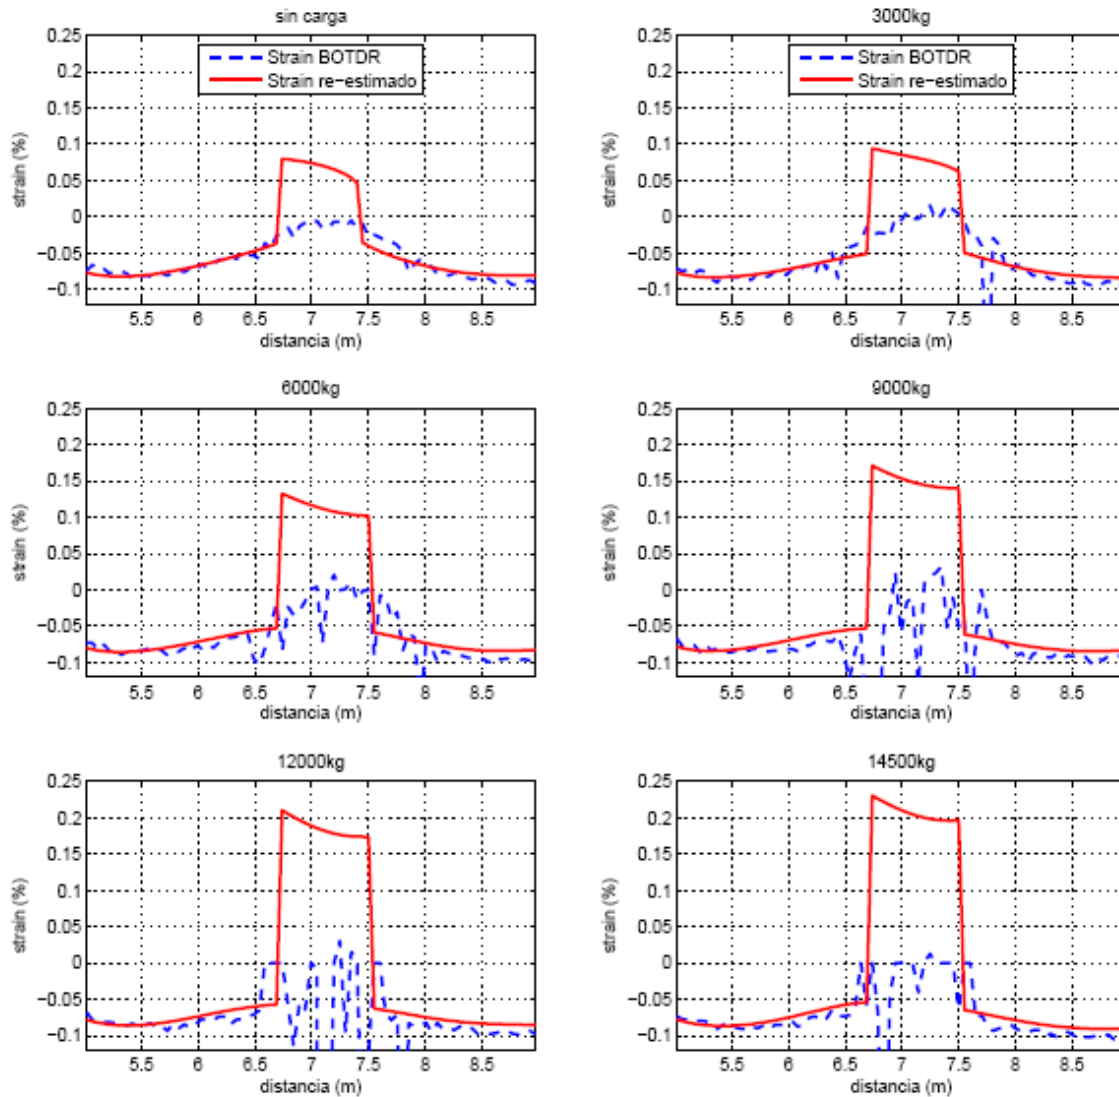 sin carga
0.25
0.2
0.15
0.1
0.05
0
−0.05
−0.1
strain (%)
Strain BOTDR
Strain re−estimado
5.5 6 6.5 7 7.5 8 8.5
distancia (m)
3000kg
0.25
0.2
0.15
0.1
0.05
0
−0.05
−0.1
strain (%)
Strain BOTDR
Strain re−estimado
5.5 6 6.5 7 7.5 8 8.5
distancia (m)
6000kg
0.25
0.2
0.15
0.1
0.05
0
−0.05
−0.1
strain (%)
5.5 6 6.5 7 7.5 8 8.5
distancia (m)
9000kg
0.25
0.2
0.15
0.1
0.05
0
−0.05
−0.1
strain (%)
5.5 6 6.5 7 7.5 8 8.5
distancia (m)
12000kg
0.25
0.2
0.15
0.1
0.05
0
−0.05
−0.1
strain (%)
5.5 6 6.5 7 7.5 8 8.5
distancia (m)
14500kg
0.25
0.2
0.15
0.1
0.05
0
−0.05
−0.1
strain (%)
5.5 6 6.5 7 7.5 8 8.5
distancia (m)